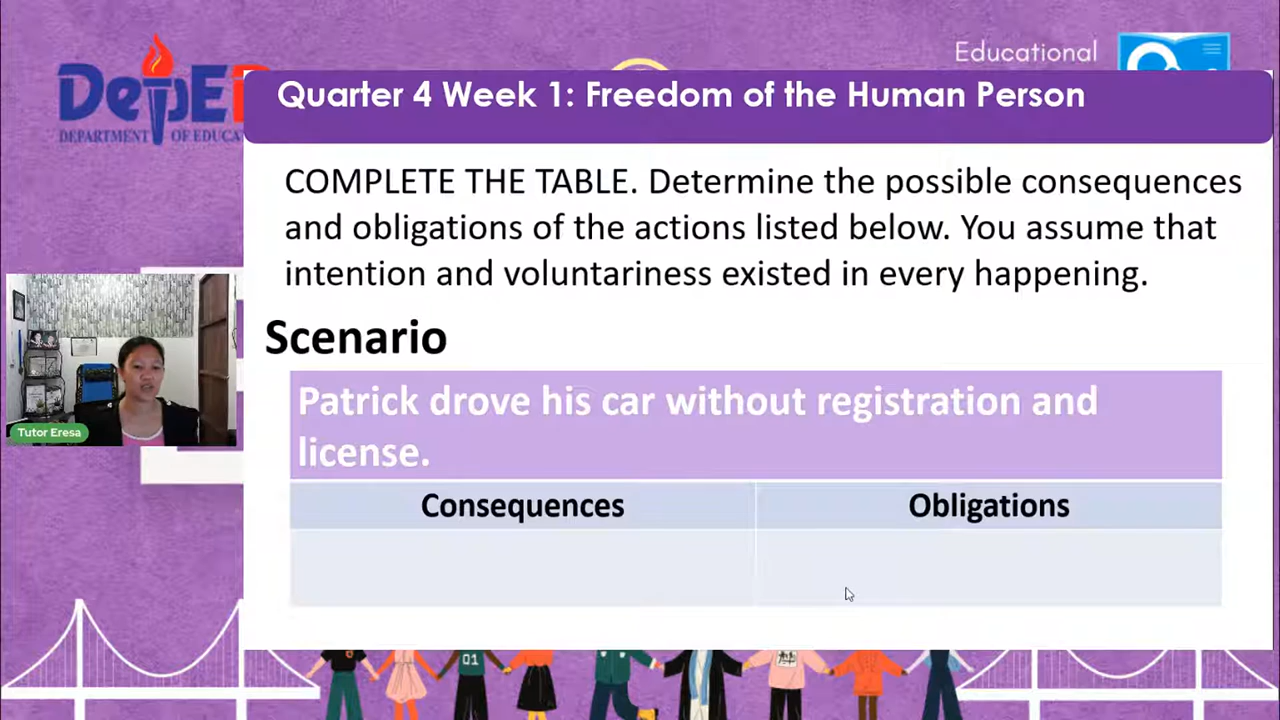 Educational
DepED
DEPARTMENT OF EDUCA
Quarter 4 Week 1: Freedom of the Human Person
COMPLETE THE TABLE. Determine the possible consequences
and obligations of the actions listed below. You assume that
intention and voluntariness existed in every happening.
Scenario
Patrick drove his car without registration and
license.
Tutor Eresa
Consequences Obligations
01